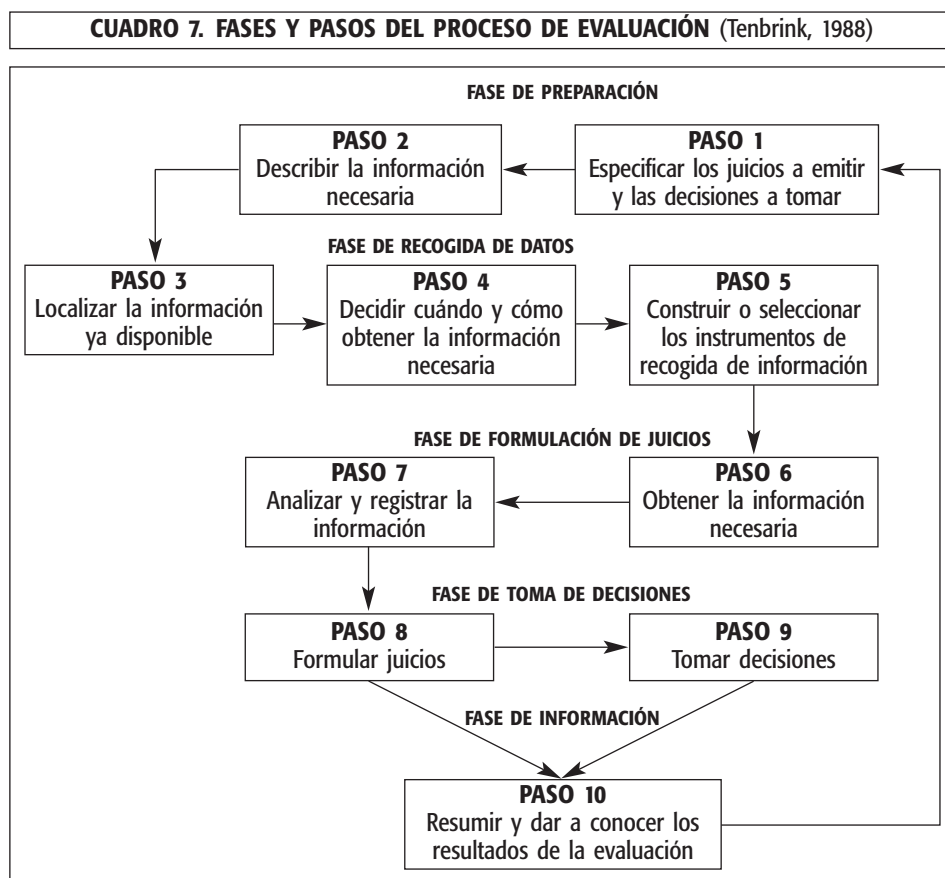 CUADRO 7. FASES Y PASOS DEL PROCESO DE EVALUACIÓN (Tenbrink, 1988)
FASE DE PREPARACIÓN
PASO 1
Especificar los juicios a emitir
y las decisiones a tomar
PASO 2
Describir la información
necesaria
FASE DE RECOGIDA DE DATOS
PASO 3
Localizar la información
ya disponible
PASO 4
Decidir cuándo y cómo
obtener la información
necesaria
PASO 5
Construir o seleccionar
los instrumentos de
recogida de información
FASE DE FORMULACIÓN DE JUICIOS
PASO 6
Obtener la información
necesaria
PASO 7
Analizar y registrar la
información
FASE DE TOMA DE DECISIONES
PASO 8
Formular juicios
PASO 9
Tomar decisiones
FASE DE INFORMACIÓN
PASO 10
Resumir y dar a conocer los
resultados de la evaluación